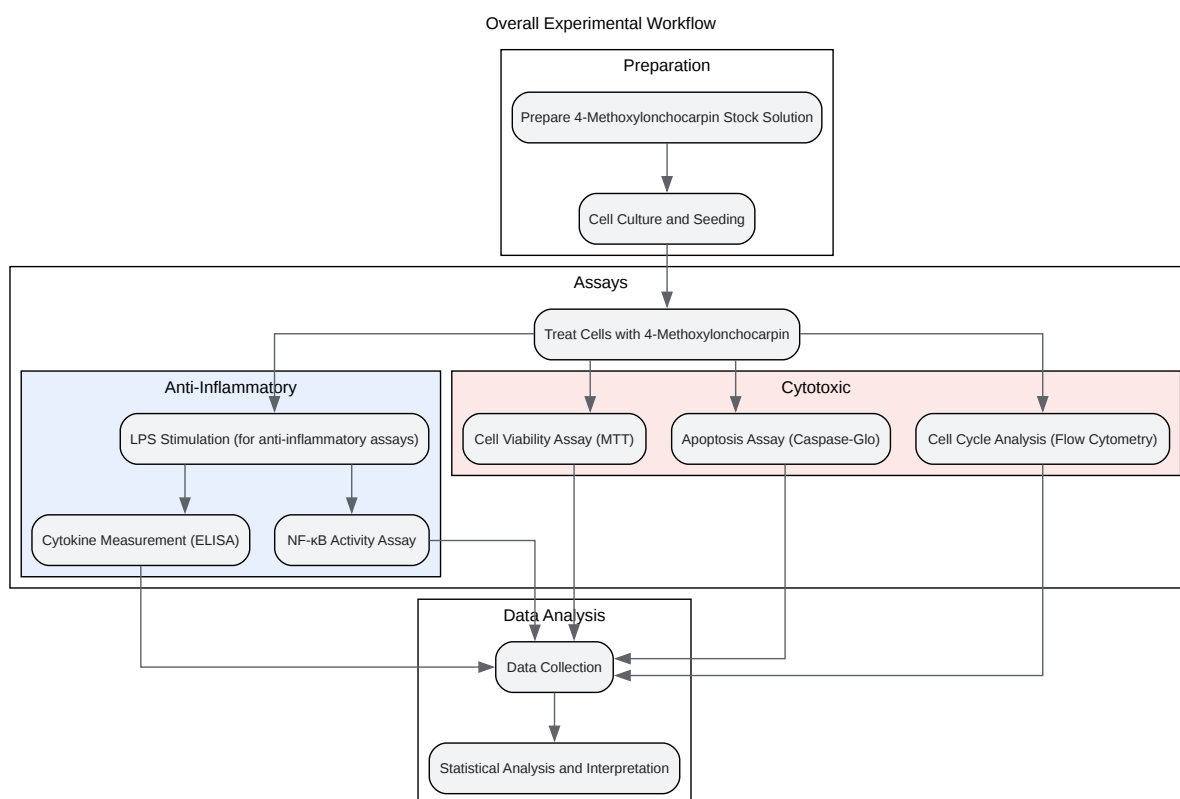 Overall Experimental Workflow
Preparation
Prepare 4-Methoxylonchocarpin Stock Solution
Cell Culture and Seeding
Assays
Treat Cells with 4-Methoxylonchocarpin
Anti-Inflammatory
Cytotoxic
LPS Stimulation (for anti-inflammatory assays)
Cell Viability Assay (MTT)
Apoptosis Assay (Caspase-Glo)
Cell Cycle Analysis (Flow Cytometry)
Cytokine Measurement (ELISA)
NF-κB Activity Assay
Data Analysis
Data Collection
Statistical Analysis and Interpretation